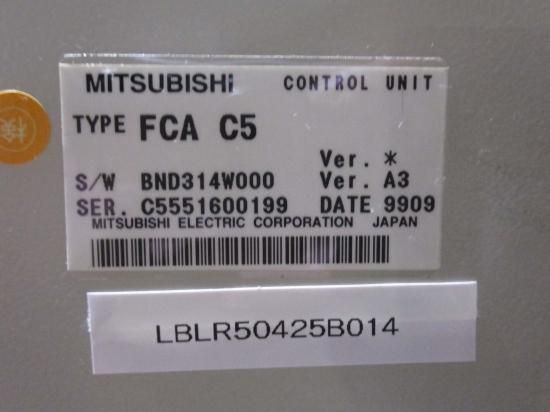 MITSUBISHI CONTROL UNIT
TYPE FCA C5
Ver. *
S/W BND314W000 Ver. A3
SER. C5551600199 DATE 9909
MITSUBISHI ELECTRIC CORPORATION JAPAN
LBLR50425B014